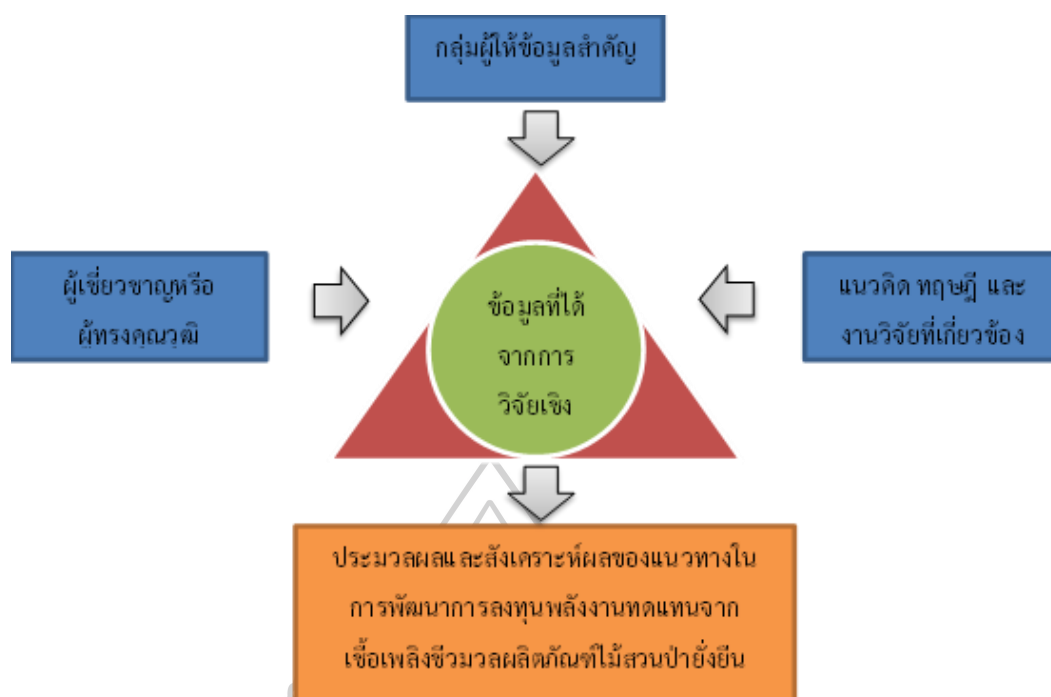 กลุ่มผู้ให้ข้อมูลสำคัญ
ผู้เชี่ยวชาญหรือ
ผู้ทรงคุณวุฒิ
ข้อมูลที่ได้
จากการ
วิจัยเชิง
แนวคิด ทฤษฎี และ
งานวิจัยที่เกี่ยวข้อง
ประมวลผลและสังเคราะห์ผลของแนวทางใน
การพัฒนาการลงทุนพลังงานทดแทนจาก
เชื้อเพลิงชีวมวลผลิตภัณฑ์ไม้สวนป่ายั่งยืน